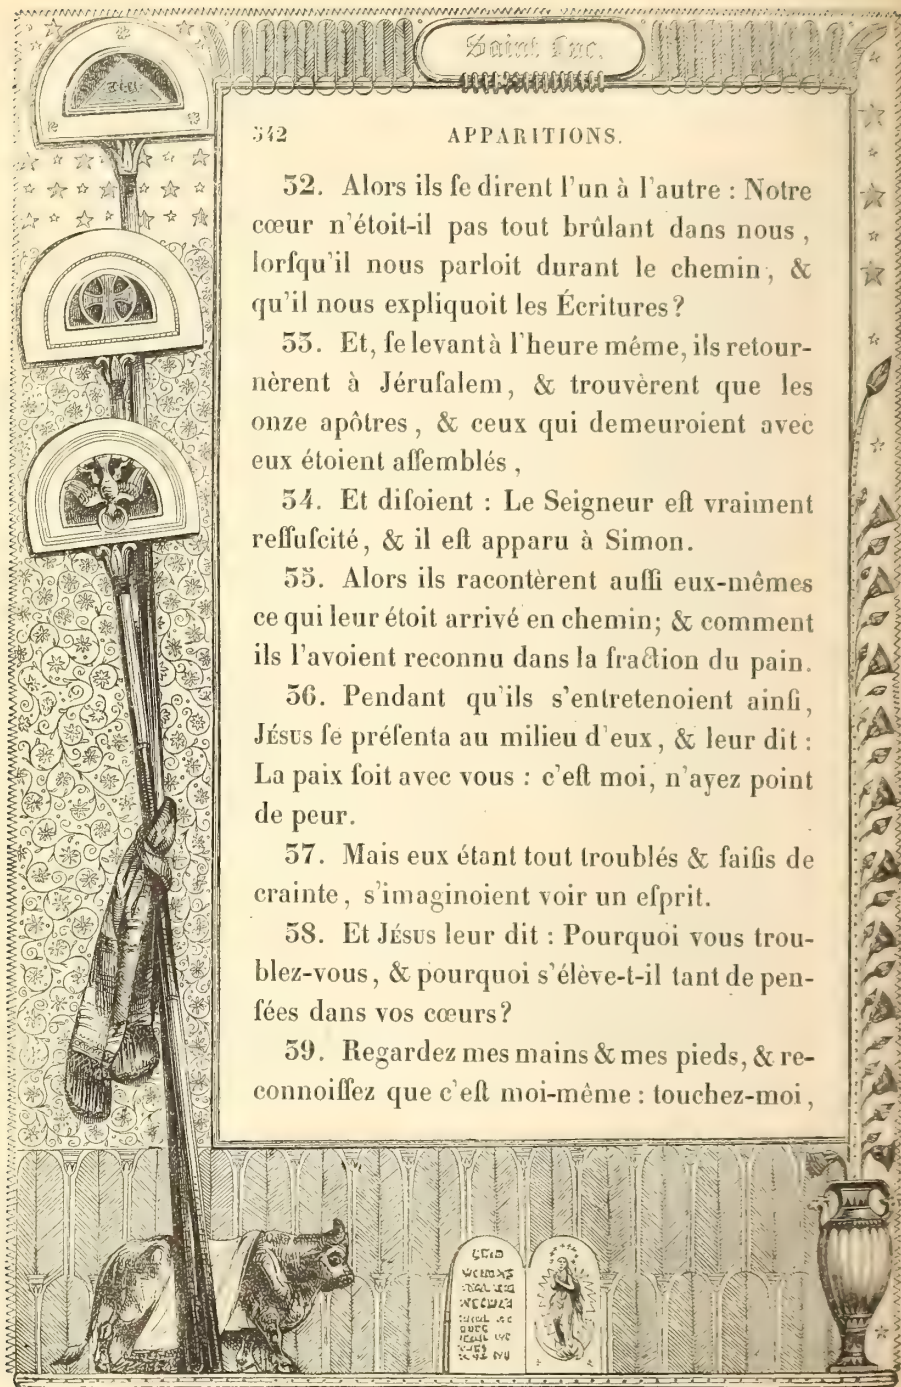 Saint Luc.
342 APPARITIONS.
32. Alors ils ſe dirent l'un à l'autre : Notre
cœur n'étoit-il pas tout brûlant dans nous,
lorſqu'il nous parloit durant le chemin, &
qu'il nous expliquoit les Écritures?
33. Et, ſe levant à l'heure même, ils retour-
nèrent à Jéruſalem, & trouvèrent que les
onze apôtres, & ceux qui demeuroient avec
eux étoient aſſemblés,
34. Et diſoient : Le Seigneur eſt vraiment
reſſuſcité, & il eſt apparu à Simon.
35. Alors ils racontèrent auſſi eux-mêmes
ce qui leur étoit arrivé en chemin; & comment
ils l'avoient reconnu dans la fraction du pain.
36. Pendant qu'ils s'entretenoient ainſi,
JÉSUS ſe préſenta au milieu d'eux, & leur dit :
La paix ſoit avec vous : c'eſt moi, n'ayez point
de peur.
37. Mais eux étant tout troublés & ſaiſis de
crainte, s'imaginoient voir un eſprit.
38. Et JÉSUS leur dit : Pourquoi vous trou-
blez-vous, & pourquoi s'élève-t-il tant de pen-
ſées dans vos cœurs?
39. Regardez mes mains & mes pieds, & re-
connoiſſez que c'eſt moi-même : touchez-moi,